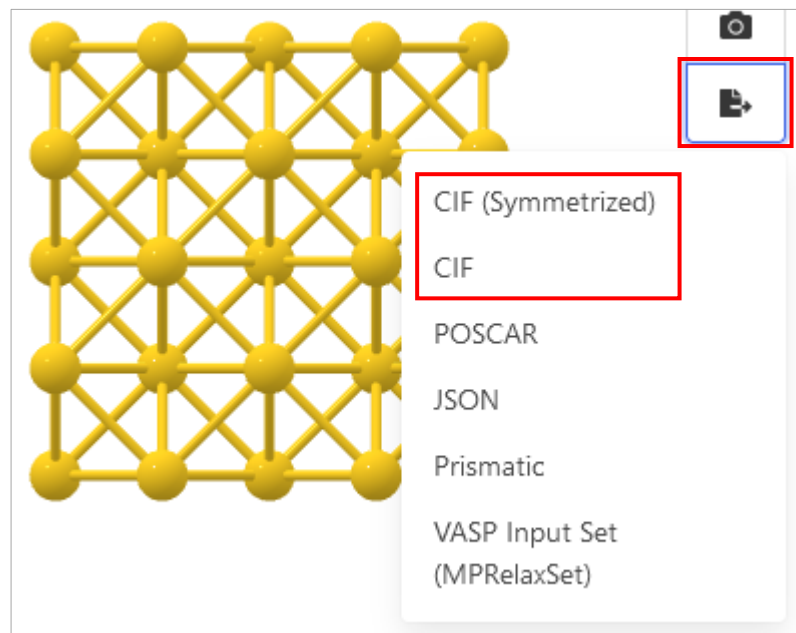 CIF (Symmetrized)
CIF
POSCAR
JSON
Prismatic
VASP Input Set
(MPRelaxSet)